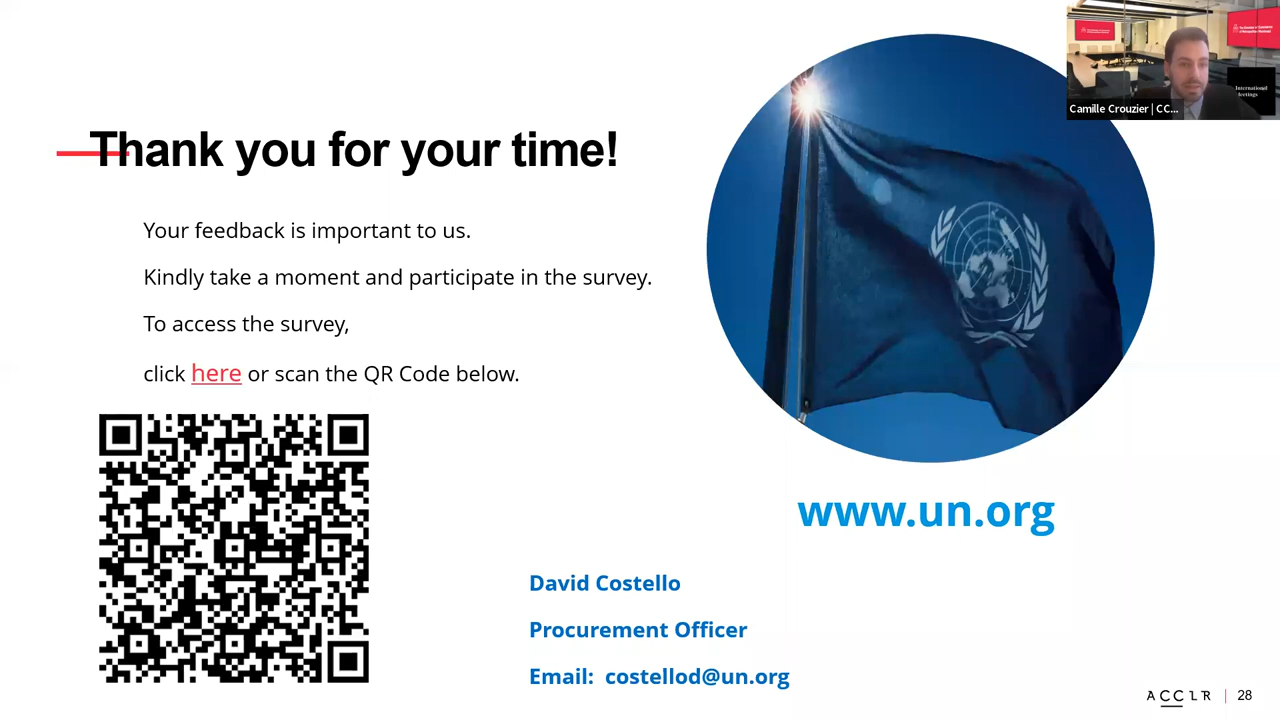 Thank you for your time!
Your feedback is important to us.
Kindly take a moment and participate in the survey.
To access the survey,
click here or scan the QR Code below.
www.un.org
David Costello
Procurement Officer
Email: costellod@un.org
Camille Crouzier | CC...
International
Meetings
ACCLR | 28